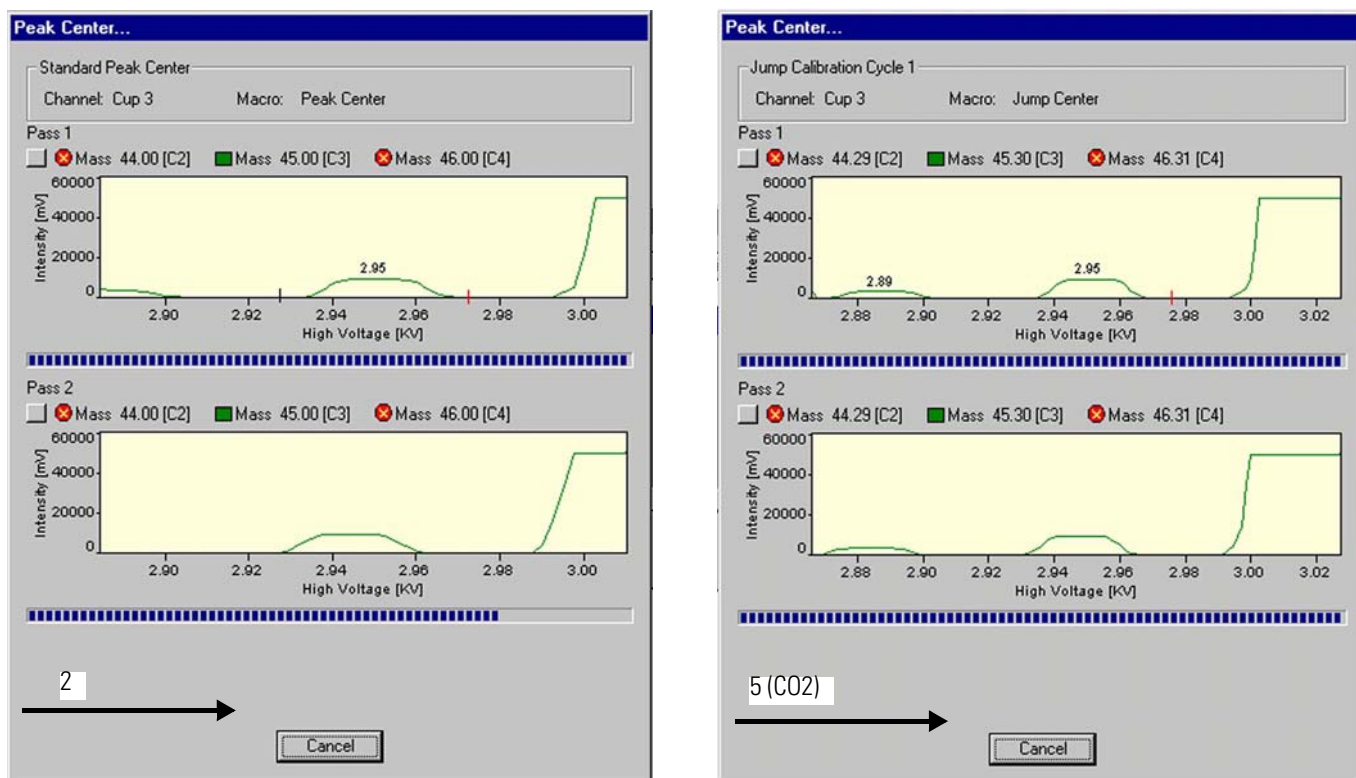 Peak Center...
Standard Peak Center
Channel: Cup 3 Macro: Peak Center
Pass 1
Mass 44.00 [C2] Mass 45.00 [C3] Mass 46.00 [C4]
60000
40000
20000
0
Intensity [mV]
2.95
2.90 2.92 2.94 2.96 2.98 3.00
High Voltage [KV]
Pass 2
Mass 44.00 [C2] Mass 45.00 [C3] Mass 46.00 [C4]
60000
40000
20000
0
Intensity [mV]
2.90 2.92 2.94 2.96 2.98 3.00
High Voltage [KV]
2
Cancel
Peak Center...
Jump Calibration Cycle 1
Channel: Cup 3 Macro: Jump Center
Pass 1
Mass 44.29 [C2] Mass 45.30 [C3] Mass 46.31 [C4]
60000
40000
20000
0
Intensity [mV]
2.89 2.95
2.88 2.90 2.92 2.94 2.96 2.98 3.00 3.02
High Voltage [KV]
Pass 2
Mass 44.29 [C2] Mass 45.30 [C3] Mass 46.31 [C4]
60000
40000
20000
0
Intensity [mV]
2.88 2.90 2.92 2.94 2.96 2.98 3.00 3.02
High Voltage [KV]
5 (CO2)
Cancel